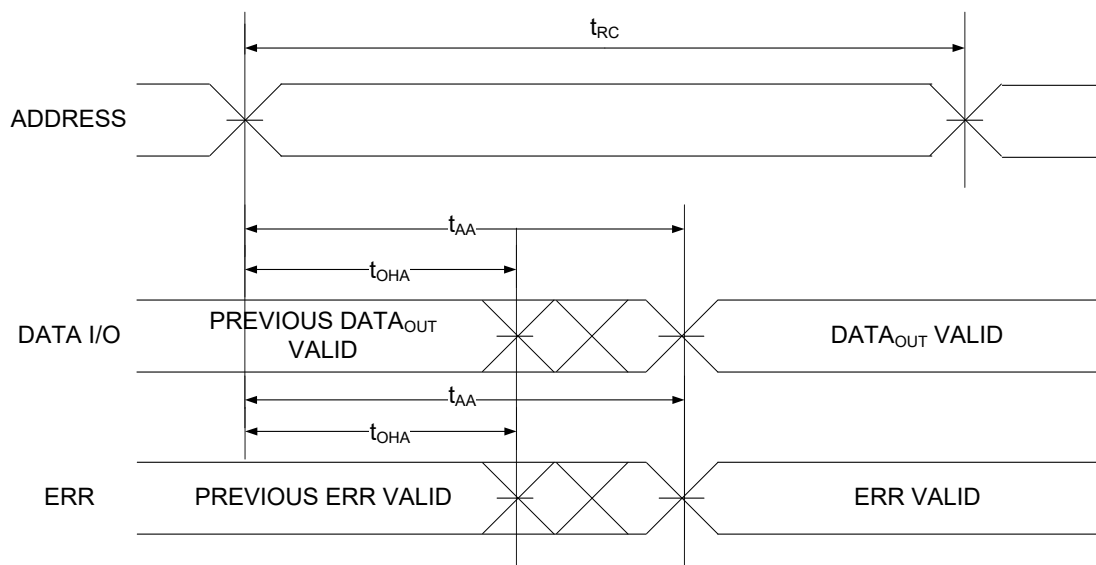 tRC
ADDRESS
tAA
tOHA
DATA I/O
PREVIOUS DATAOUT
VALID
DATAOUT VALID
tAA
tOHA
ERR
PREVIOUS ERR VALID
ERR VALID